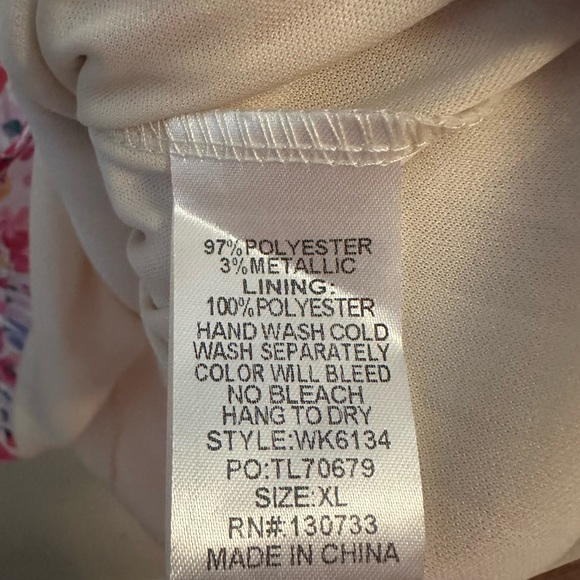 97%POLYESTER
3%METALLIC
LINING:
100%POLYESTER
HAND WASH COLD
WASH SEPARATELY
COLOR WILL BLEED
NO BLEACH
HANG TO DRY
STYLE:WK6134
PO:TL70679
SIZE:XL
RN#:130733
MADE IN CHINA